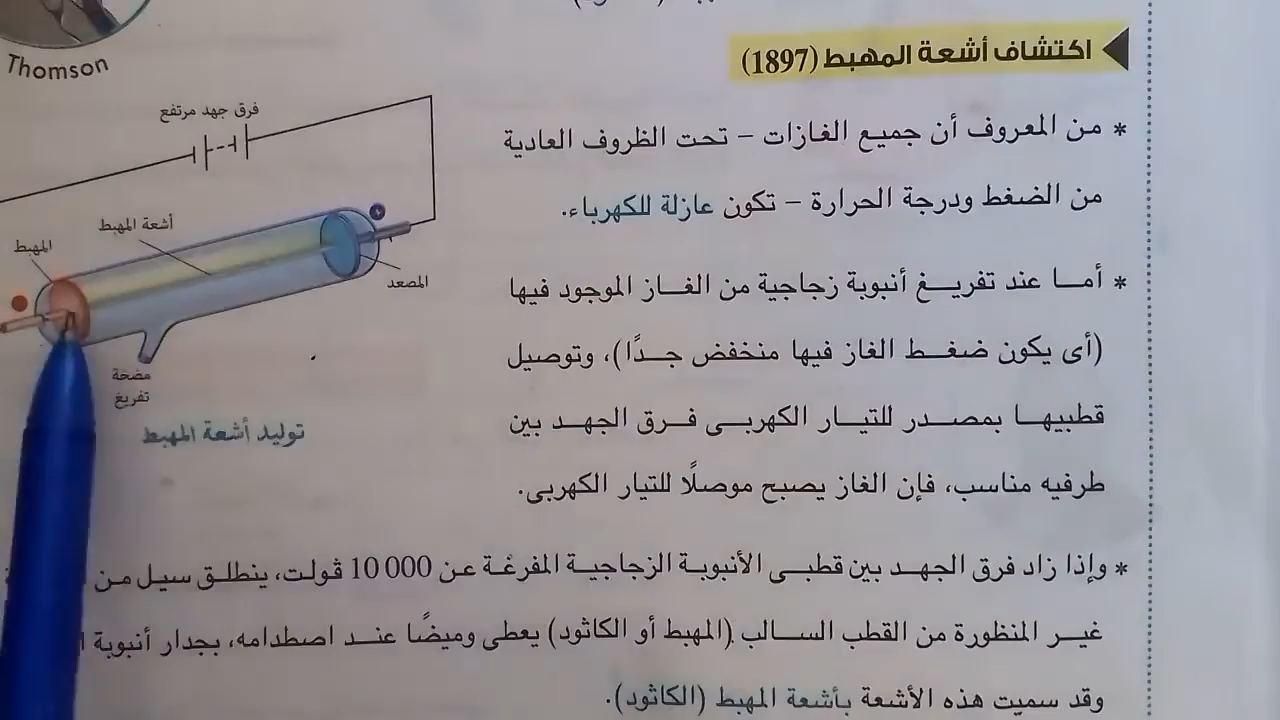 اكتشاف أشعة المهبط (1897)
* من المعروف أن جميع الغازات – تحت الظروف العادية
من الضغط ودرجة الحرارة – تكون عازلة للكهرباء.
* أما عند تفريغ أنبوبة زجاجية من الغاز الموجود فيها
(أى يكون ضغط الغاز فيها منخفض جدًا)، وتوصيل
قطبيها بمصدر للتيار الكهربى فرق الجهد بين
طرفيه مناسب، فإن الغاز يصبح موصلًا للتيار الكهربى.
Thomson
فرق جهد مرتفع
أشعة المهبط
المهبط
المصعد
مضخة
تفريغ
توليد أشعة المهبط
* وإذا زاد فرق الجهد بين قطبى الأنبوبة الزجاجية المفرغة عن 10 000 ڤولت، ينطلق سيل من
غير المنظورة من القطب السالب (المهبط أو الكاثود) يعطى وميضًا عند اصطدامه، بجدار أنبوبة
وقد سميت هذه الأشعة بأشعة المهبط (الكاثود).